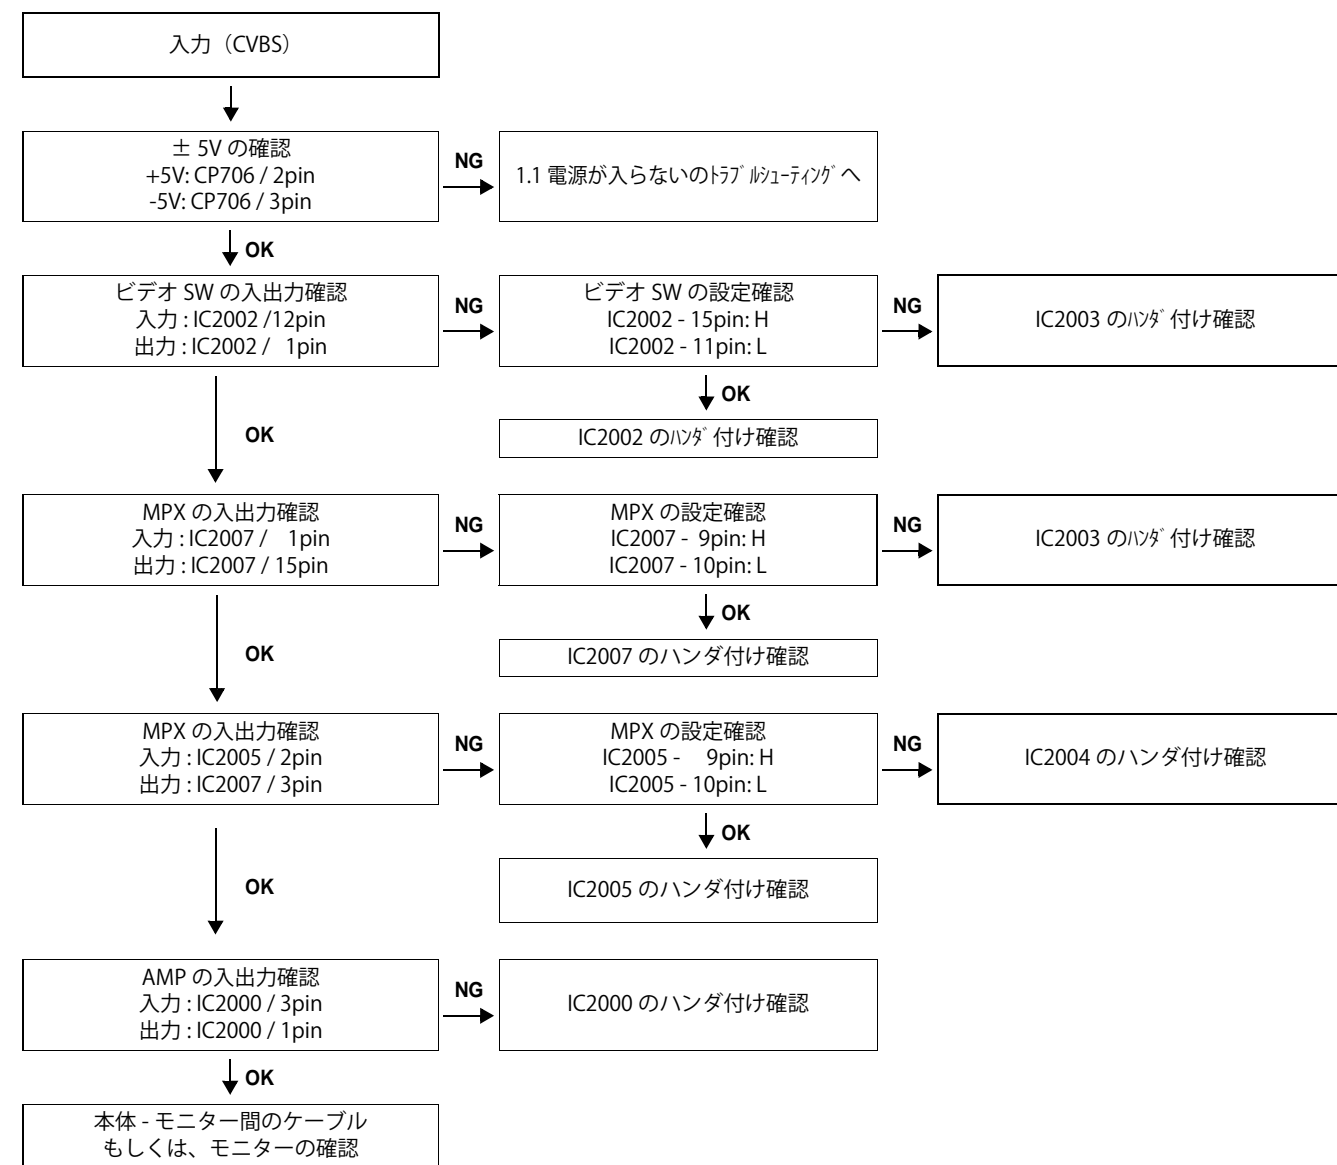 入力（CVBS）
± 5V の確認
+5V: CP706 / 2pin
-5V: CP706 / 3pin
NG
1.1 電源が入らないのﾄﾗﾌﾞﾙｼｭｰﾃｨﾝｸﾞへ
OK
ビデオ SW の入出力確認
入力 : IC2002 /12pin
出力 : IC2002 / 1pin
NG
ビデオ SW の設定確認
IC2002 - 15pin: H
IC2002 - 11pin: L
NG
IC2003 のﾊﾝﾀﾞ付け確認
OK
IC2002 のﾊﾝﾀﾞ付け確認
OK
MPX の入出力確認
入力 : IC2007 / 1pin
出力 : IC2007 / 15pin
NG
MPX の設定確認
IC2007 - 9pin: H
IC2007 - 10pin: L
NG
IC2003 のﾊﾝﾀﾞ付け確認
OK
IC2007 のハンダ付け確認
OK
MPX の入出力確認
入力 : IC2005 / 2pin
出力 : IC2007 / 3pin
NG
MPX の設定確認
IC2005 - 9pin: H
IC2005 - 10pin: L
NG
IC2004 のハンダ付け確認
OK
IC2005 のハンダ付け確認
OK
AMP の入出力確認
入力 : IC2000 / 3pin
出力 : IC2000 / 1pin
NG
IC2000 のハンダ付け確認
OK
本体 - モニター間のケーブル
もしくは、モニターの確認